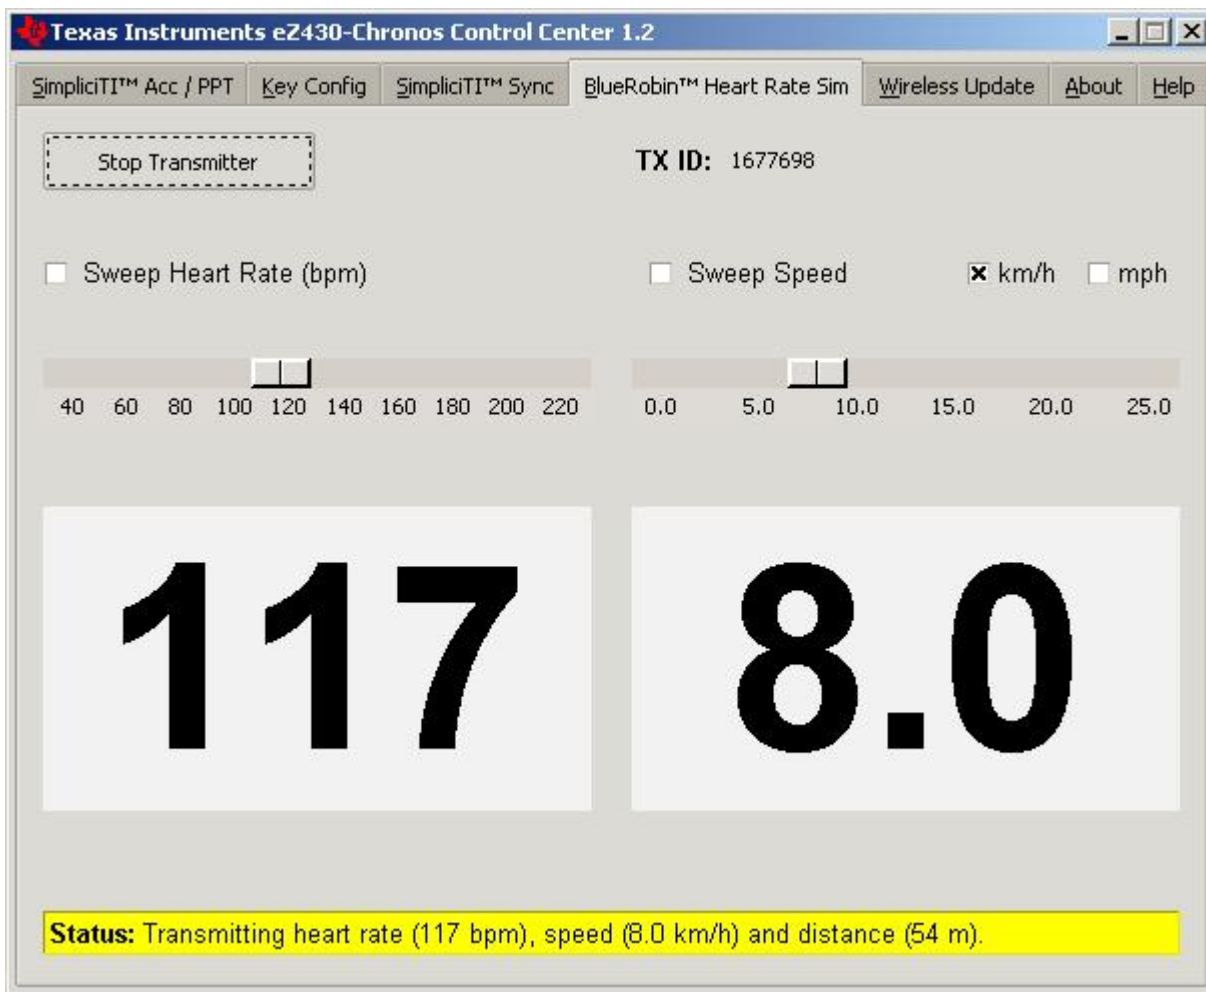 Texas Instruments eZ430-Chronos Control Center 1.2
SimpliciTI™ Acc / PPT Key Config SimpliciTI™ Sync BlueRobin™ Heart Rate Sim Wireless Update About Help
Stop Transmitter TX ID: 1677698
Sweep Heart Rate (bpm) Sweep Speed km/h mph
40 60 80 100 120 140 160 180 200 220 0.0 5.0 10.0 15.0 20.0 25.0
117 8.0
Status: Transmitting heart rate (117 bpm), speed (8.0 km/h) and distance (54 m).